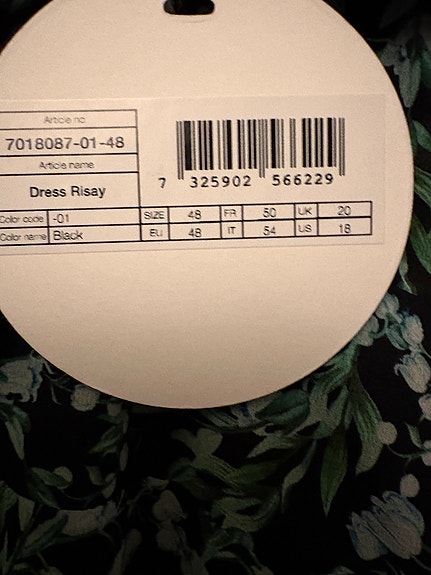 Article no
7018087-01-48
Article name
Dress Risay
Color code -01
Color name Black
7 325902 566229
SIZE 48 FR 50 UK 20
EU 48 IT 54 US 18